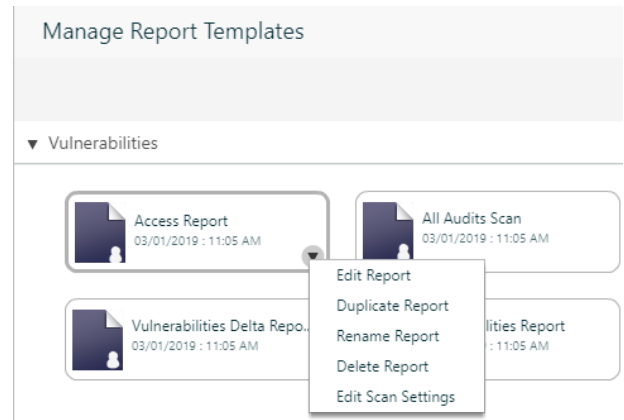 Manage Report Templates
▼ Vulnerabilities
Access Report
03/01/2019 : 11:05 AM
All Audits Scan
03/01/2019 : 11:05 AM
Edit Report
Duplicate Report
Rename Report
Delete Report
Edit Scan Settings
Vulnerabilities Delta Repo..
03/01/2019 : 11:05 AM
lities Report
: 11:05 AM